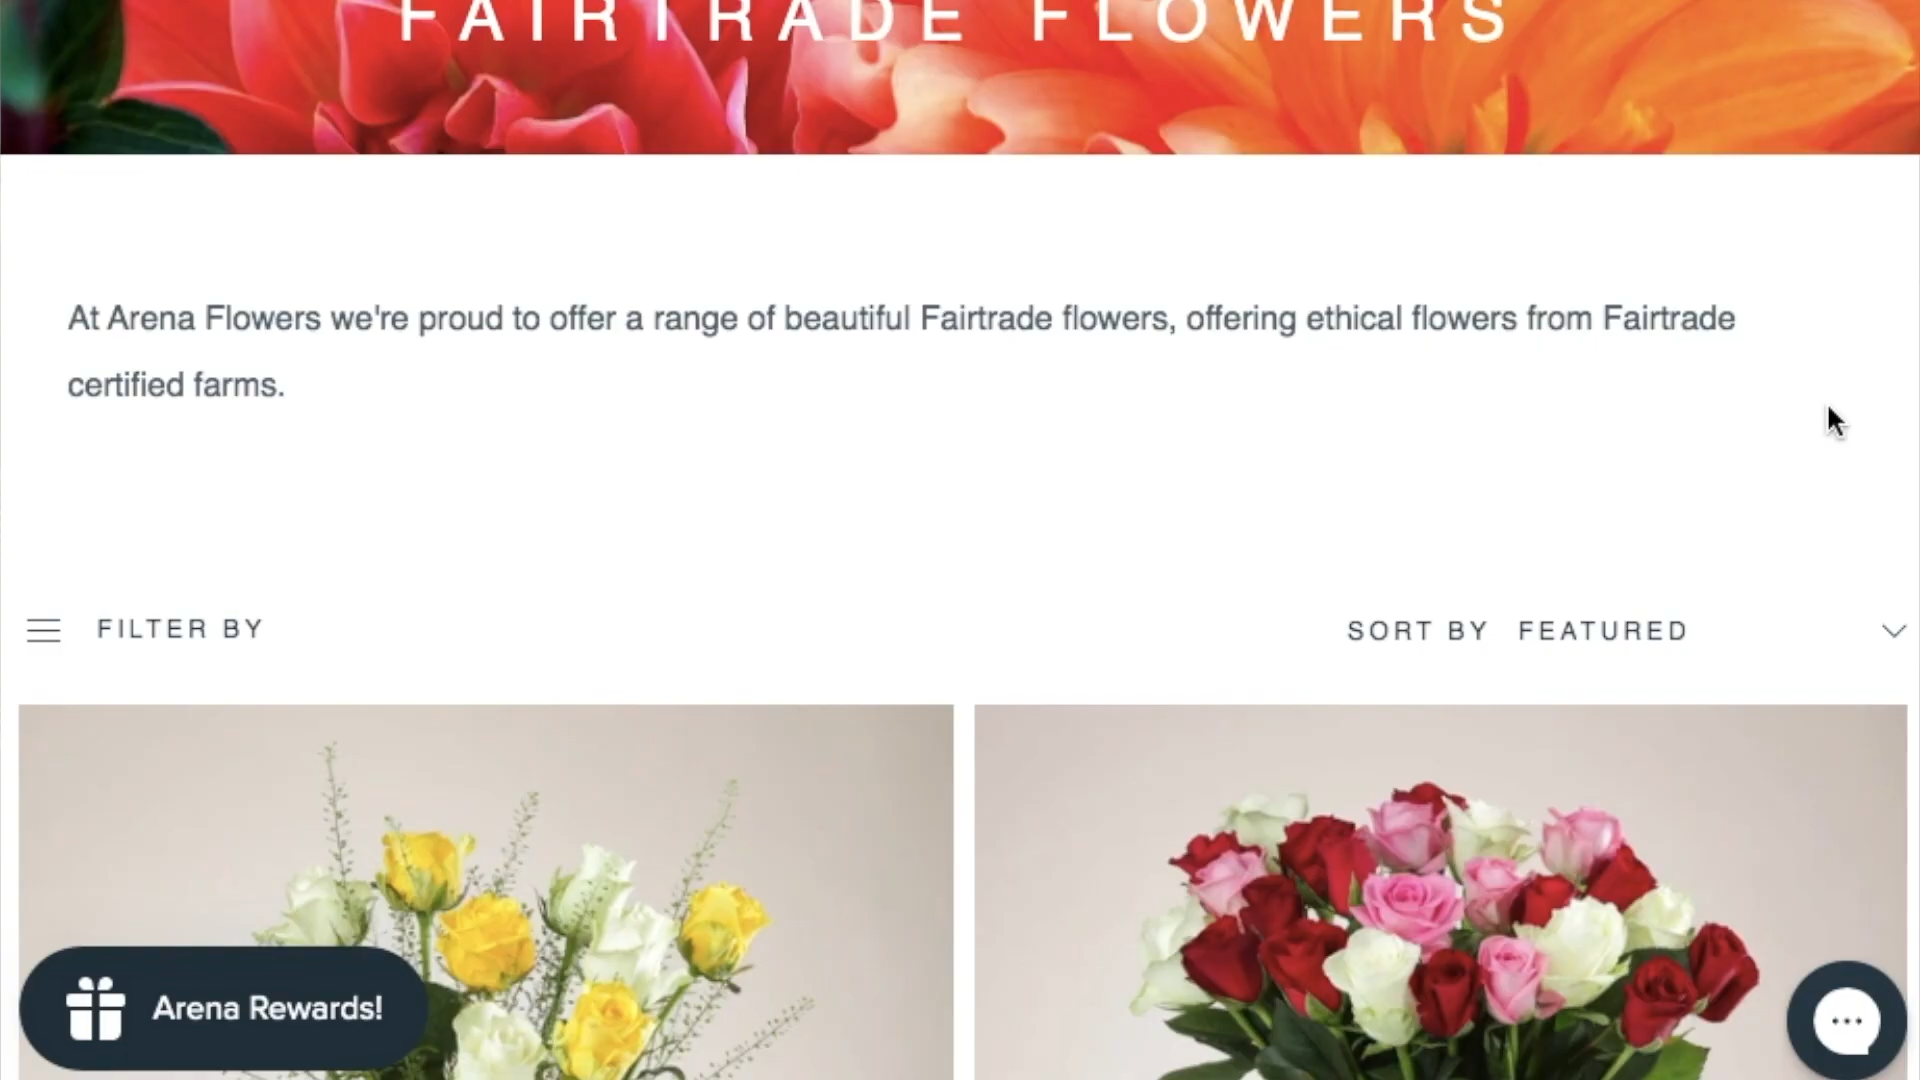 FAIRTRADE FLOWERS
At Arena Flowers we're proud to offer a range of beautiful Fairtrade flowers, offering ethical flowers from Fairtrade
certified farms.
FILTER BY
SORT BY FEATURED
Arena Rewards!